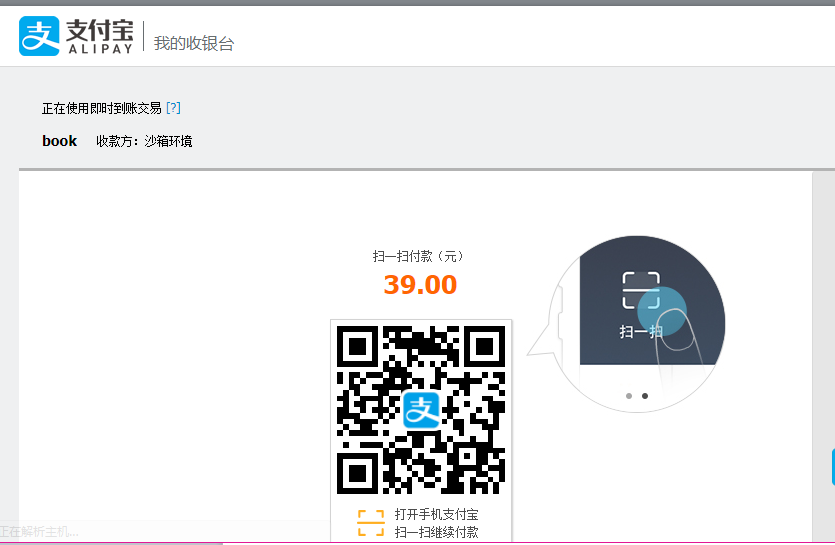 支付宝
ALIPAY
我的收银台
正在使用即时到账交易 [?]
book 收款方：沙箱环境
扫一扫付款（元）
39.00
扫一扫
支
打开手机支付宝
扫一扫继续付款
正在解析主机...